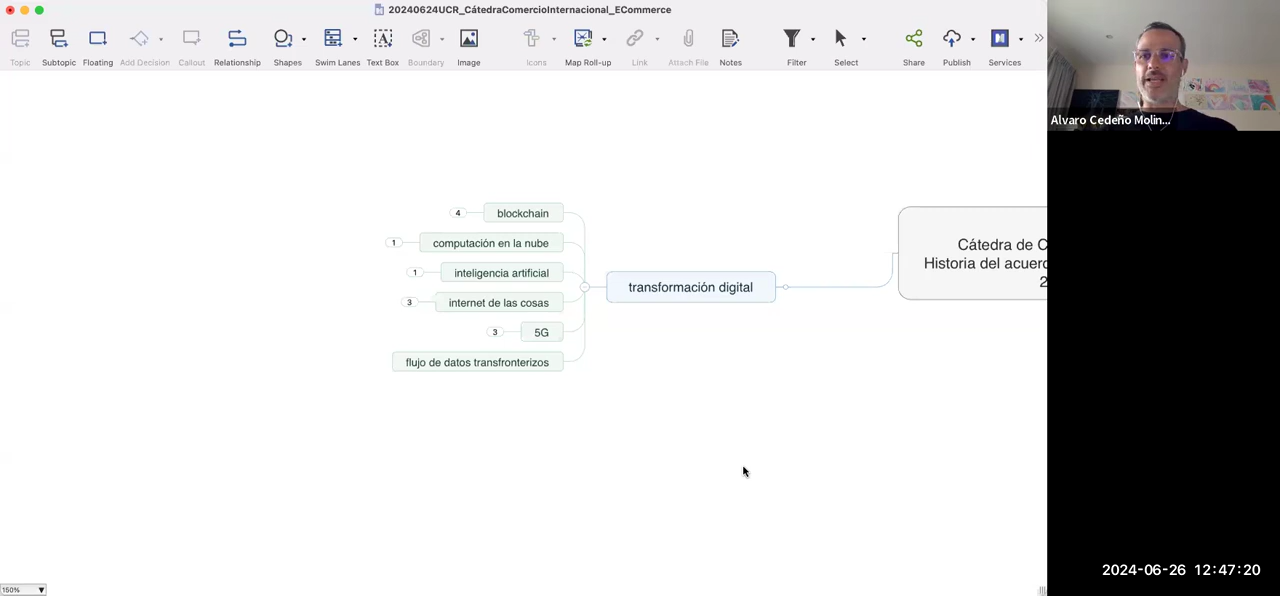 20240624UCR_CátedraComercioInternacional_ECommerce
Topic Subtopic Floating Add Decision Callout Relationship Shapes Swim Lanes Text Box Boundary Image Icons Map Roll-up Link Attach File Notes Filter Select Share Publish Services
Alvaro Cedeño Molin...
4 blockchain
1 computación en la nube
1 inteligencia artificial
3 internet de las cosas
3 5G
flujo de datos transfronterizos
transformación digital
Cátedra de C
Historia del acuerd
2
2024-06-26 12:47:20
150%